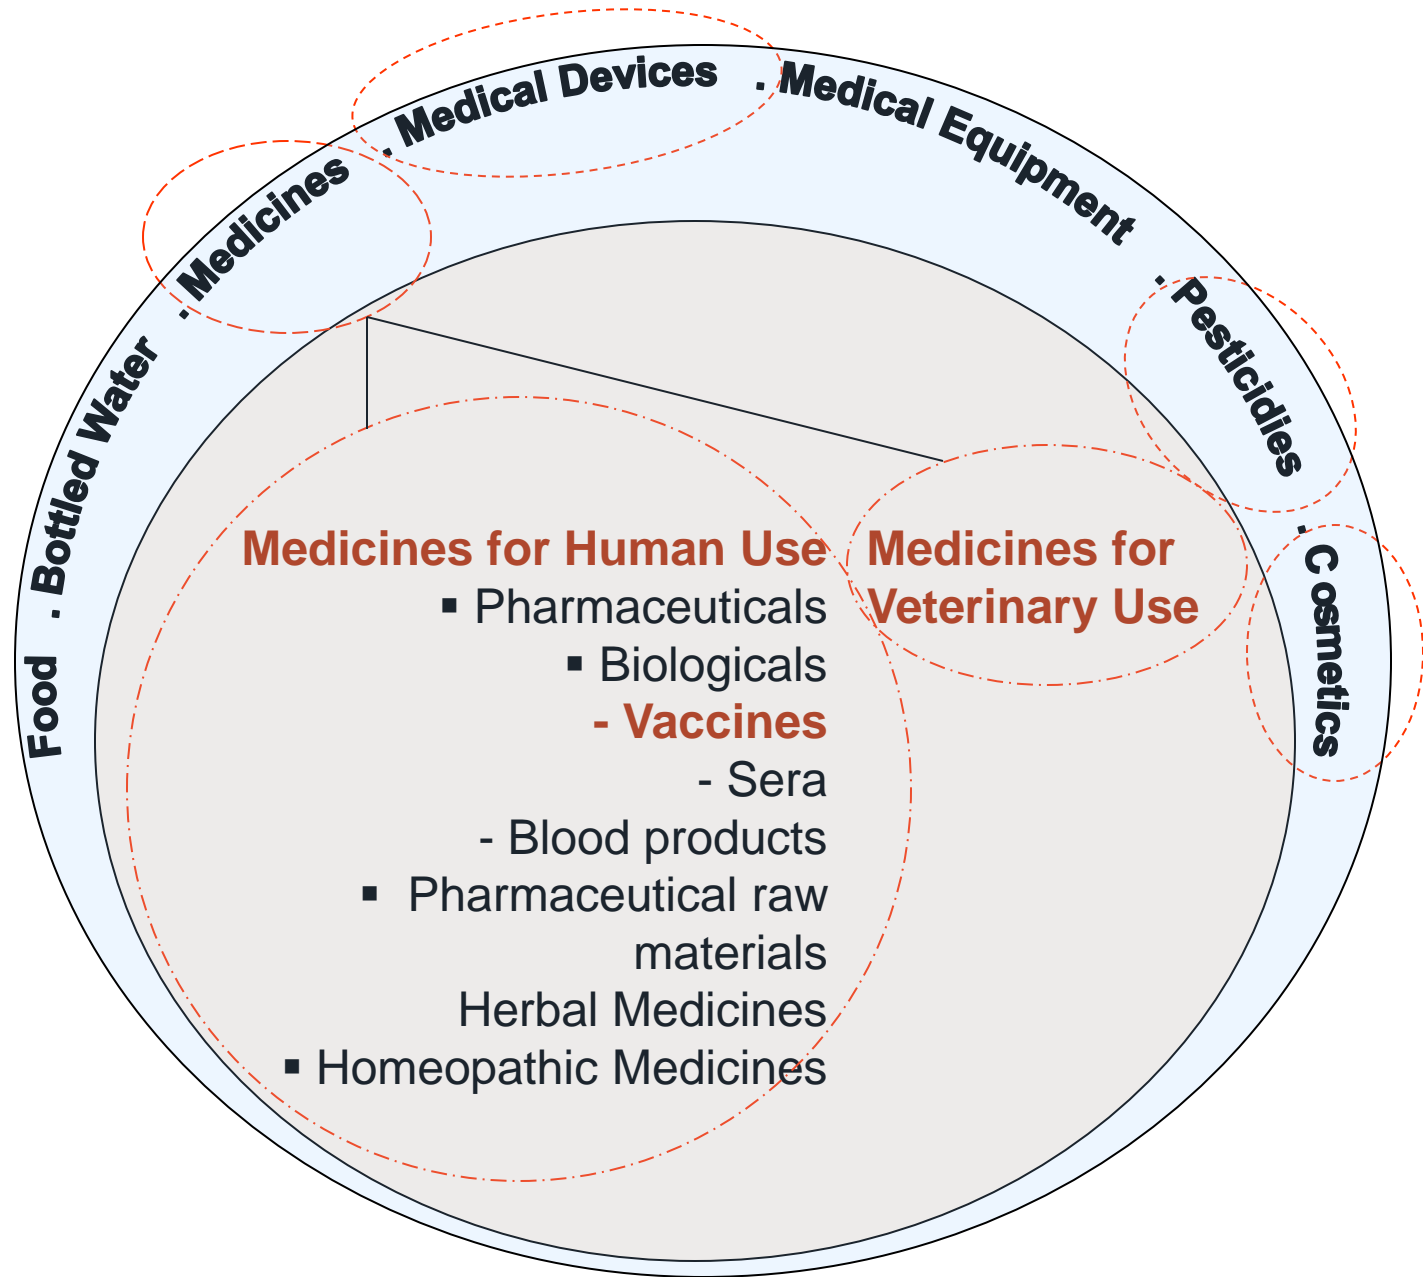 Food . Bottled Water . Medicines . Medical Devices . Medical Equipment . Pesticidies . Cosmetics
Medicines for Human Use
▪ Pharmaceuticals
▪ Biologicals
- Vaccines
- Sera
- Blood products
▪ Pharmaceutical raw
materials
Herbal Medicines
▪ Homeopathic Medicines
Medicines for
Veterinary Use